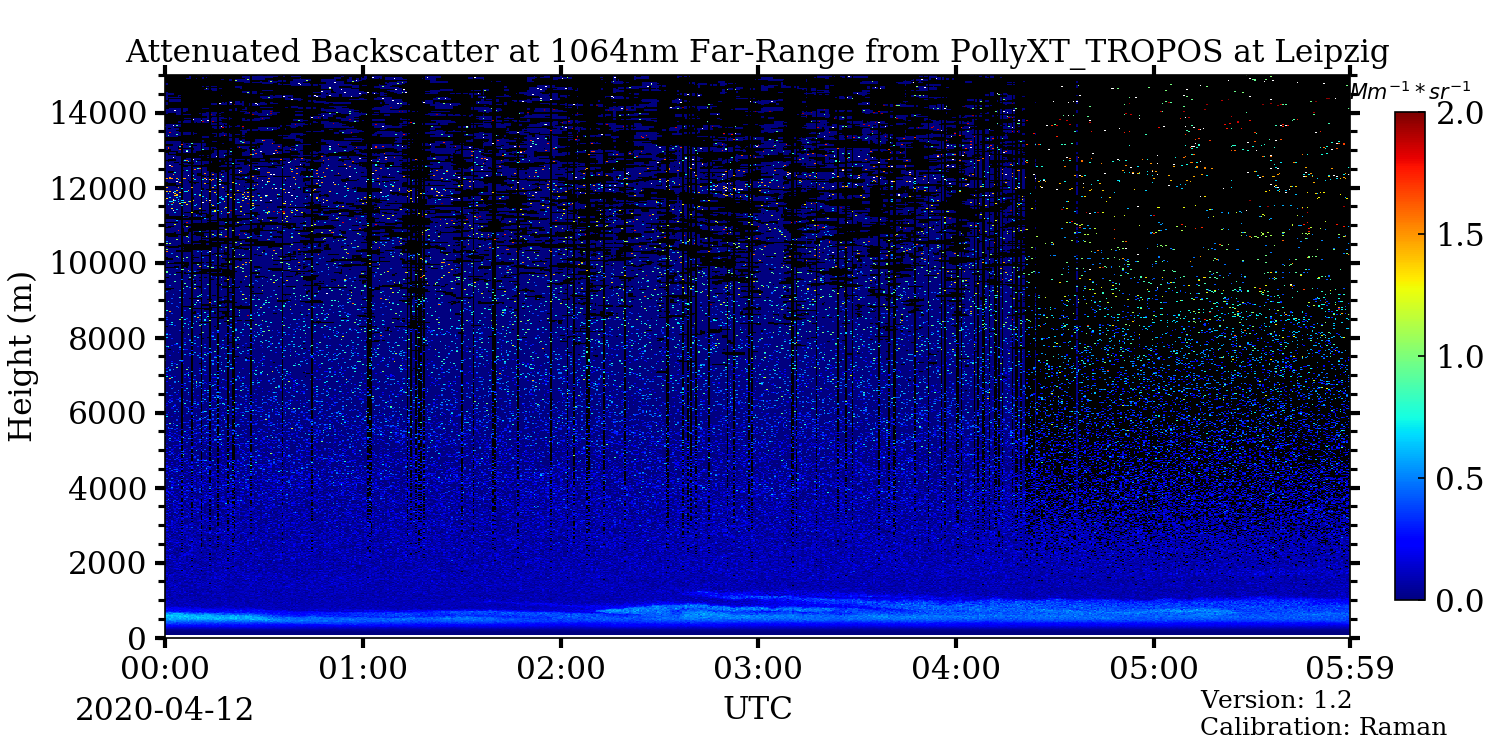 Attenuated Backscatter at 1064nm Far-Range from PollyXT_TROPOS at Leipzig
Mm⁻¹*sr⁻¹
2.0
1.5
1.0
0.5
0.0
Height (m)
14000
12000
10000
8000
6000
4000
2000
0
00:00 01:00 02:00 03:00 04:00 05:00 05:59
2020-04-12
UTC
Version: 1.2
Calibration: Raman